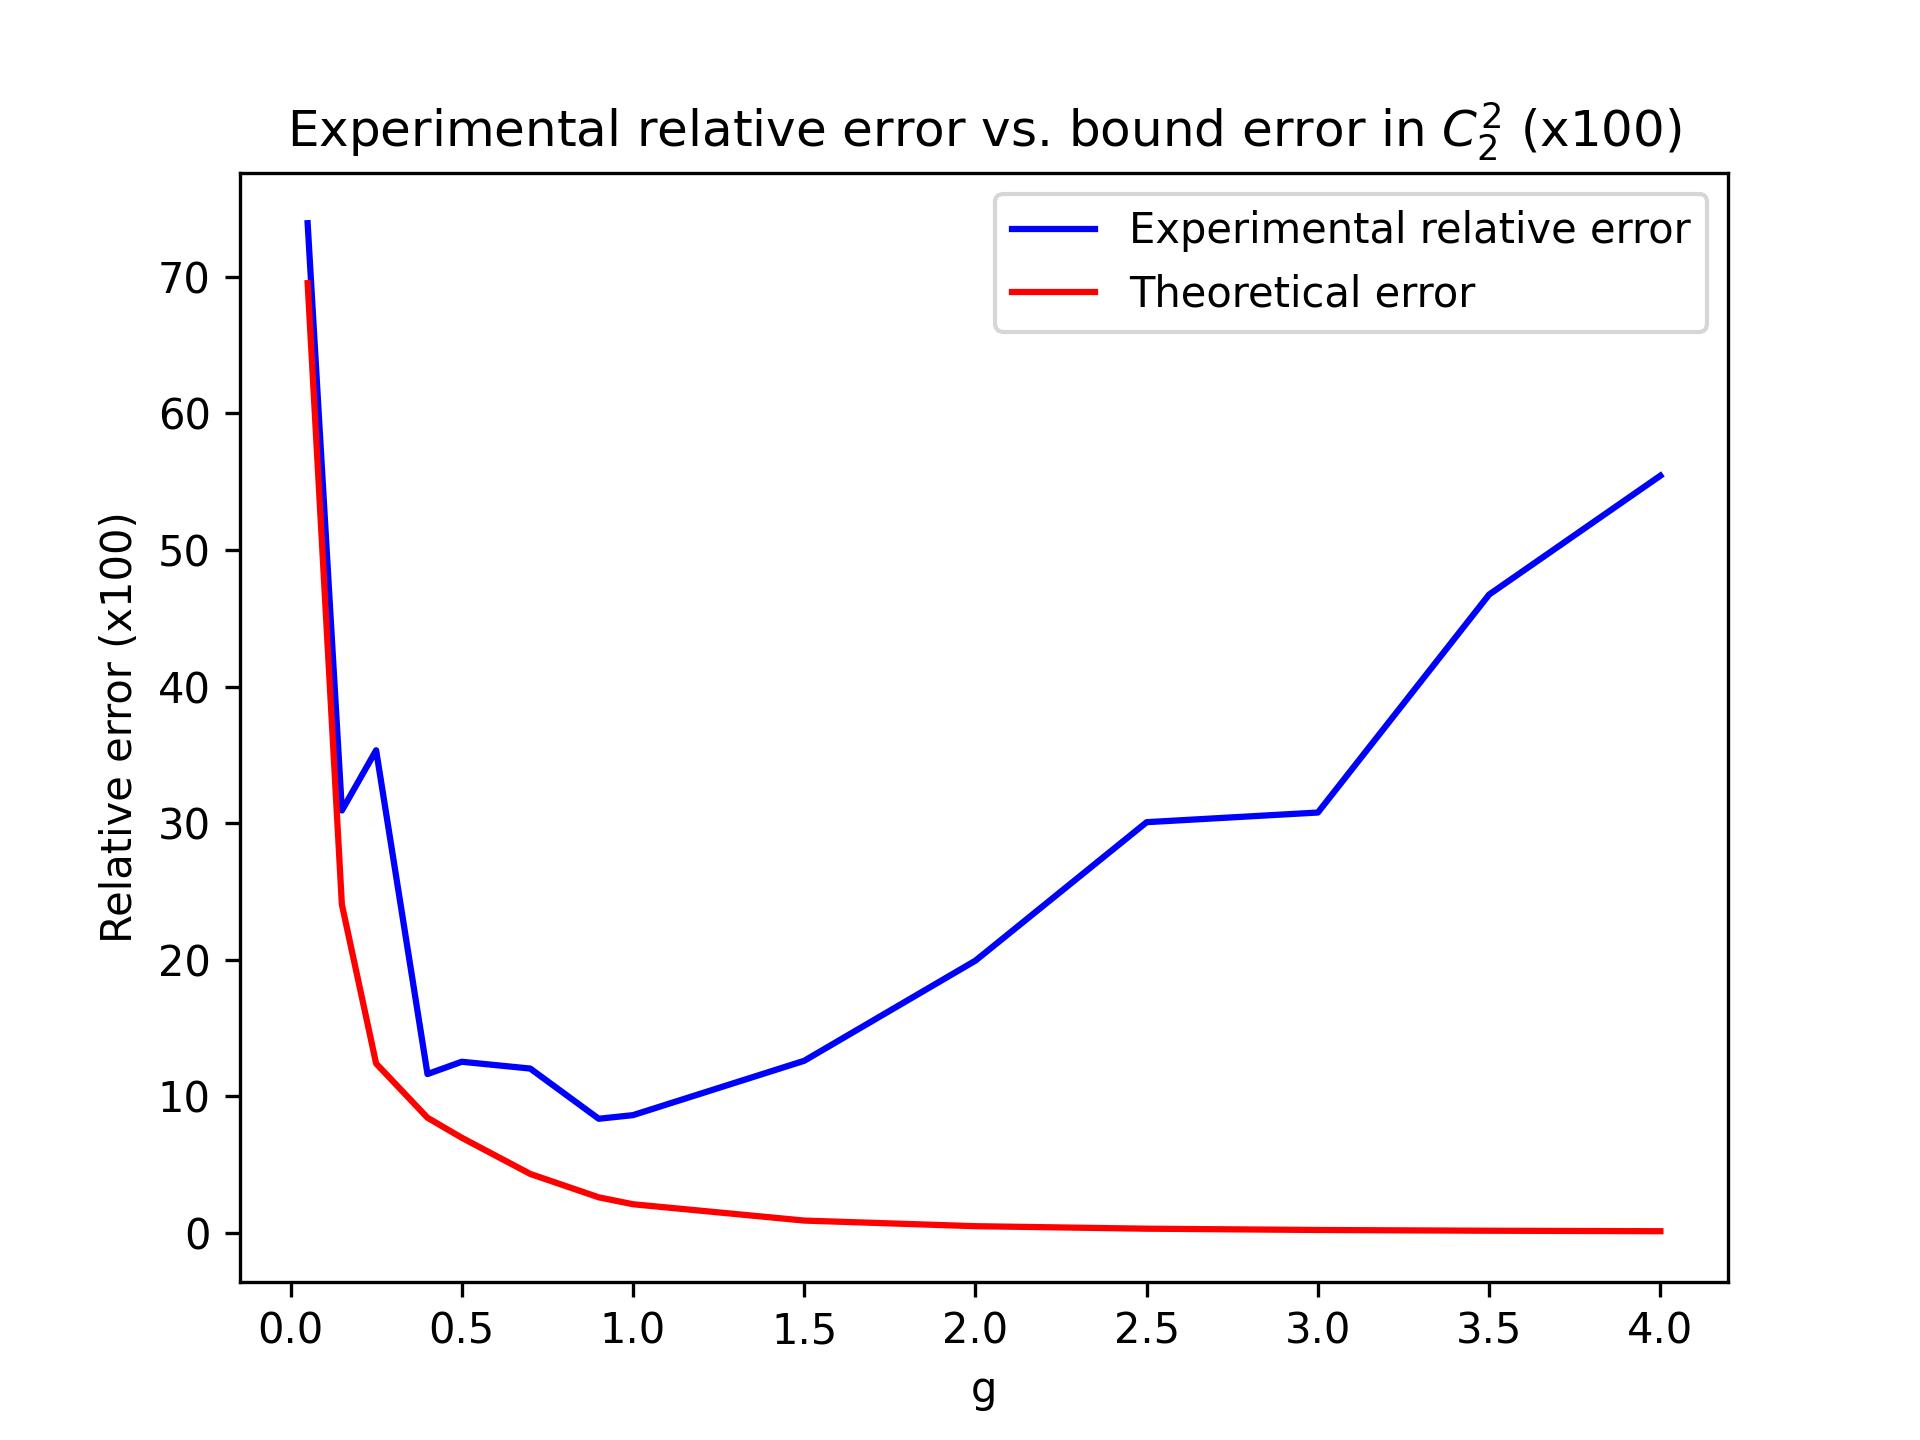 Experimental relative error vs. bound error in $C_2^2$ (x100)
Experimental relative error
Theoretical error
Relative error (x100)
70
60
50
40
30
20
10
0
0.0 0.5 1.0 1.5 2.0 2.5 3.0 3.5 4.0
g